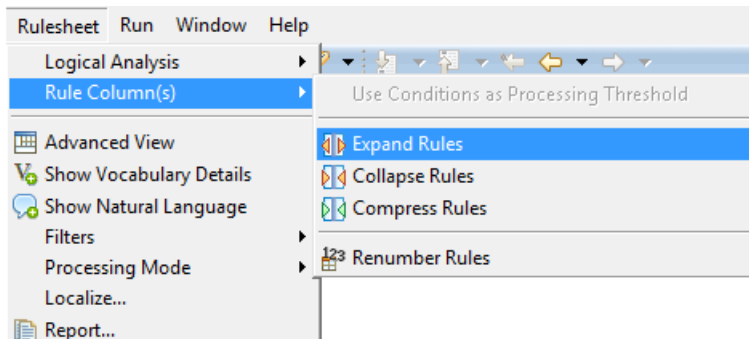 Rulesheet Run Window Help
Logical Analysis
Rule Column(s)
Use Conditions as Processing Threshold
Advanced View
Expand Rules
Show Vocabulary Details
Collapse Rules
Show Natural Language
Compress Rules
Filters
Processing Mode
123 Renumber Rules
Localize...
Report...